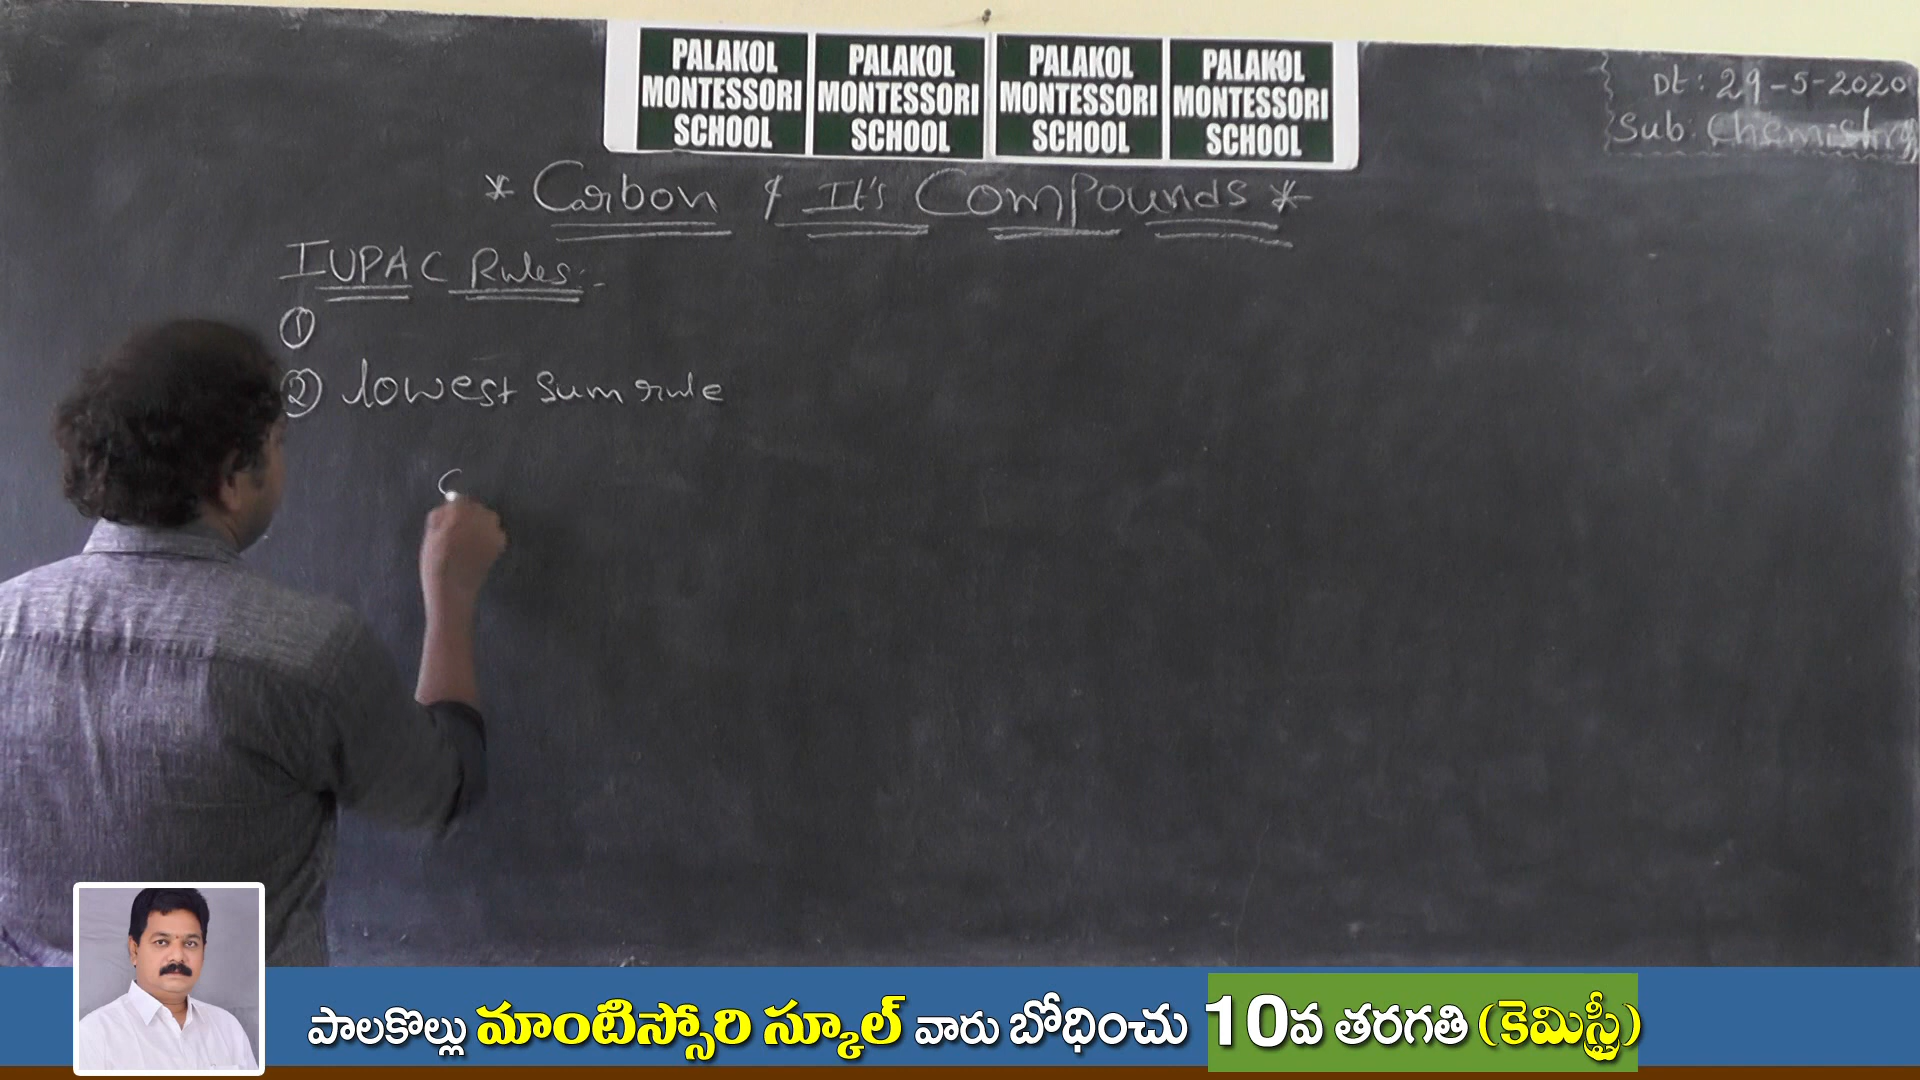 PALAKOL MONTESSORI SCHOOL
PALAKOL MONTESSORI SCHOOL
PALAKOL MONTESSORI SCHOOL
PALAKOL MONTESSORI SCHOOL
Dt: 29-5-2020
Sub: Chemistry
* Carbon & It's Compounds *
IUPAC Rules:-
①
② lowest sum rule
C
పాలకొల్లు మాంటిస్సోరి స్కూల్ వారు బోధించు 10వ తరగతి (కెమిస్ట్రీ)